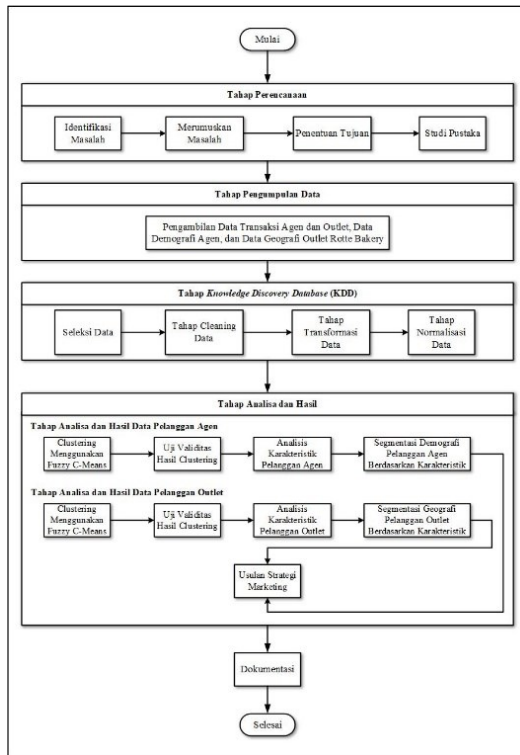 Mulai
Tahap Perencanaan
Identifikasi
Masalah
Merumuskan
Masalah
Penentuan Tujuan
Studi Pustaka
Tahap Pengumpulan Data
Pengambilan Data Transaksi Agen dan Outlet, Data
Demografi Agen, dan Data Geografi Outlet Rotte Bakery
Tahap Knowledge Discovery Database (KDD)
Seleksi Data
Tahap Cleaning
Data
Tahap
Transformasi
Data
Tahap
Normalisasi
Data
Tahap Analisa dan Hasil
Tahap Analisa dan Hasil Data Pelanggan Agen
Clustering
Menggunakan
Fuzzy C-Means
Uji Validitas
Hasil Clustering
Analisis
Karakteristik
Pelanggan Agen
Segmentasi Demografi
Pelanggan Agen
Berdasarkan Karakteristik
Tahap Analisa dan Hasil Data Pelanggan Outlet
Clustering
Menggunakan
Fuzzy C-Means
Uji Validitas
Hasil Clustering
Analisis
Karakteristik
Pelanggan Outlet
Segmentasi Geografi
Pelanggan Outlet
Berdasarkan Karakteristik
Usulan Strategi
Marketing
Dokumentasi
Selesai